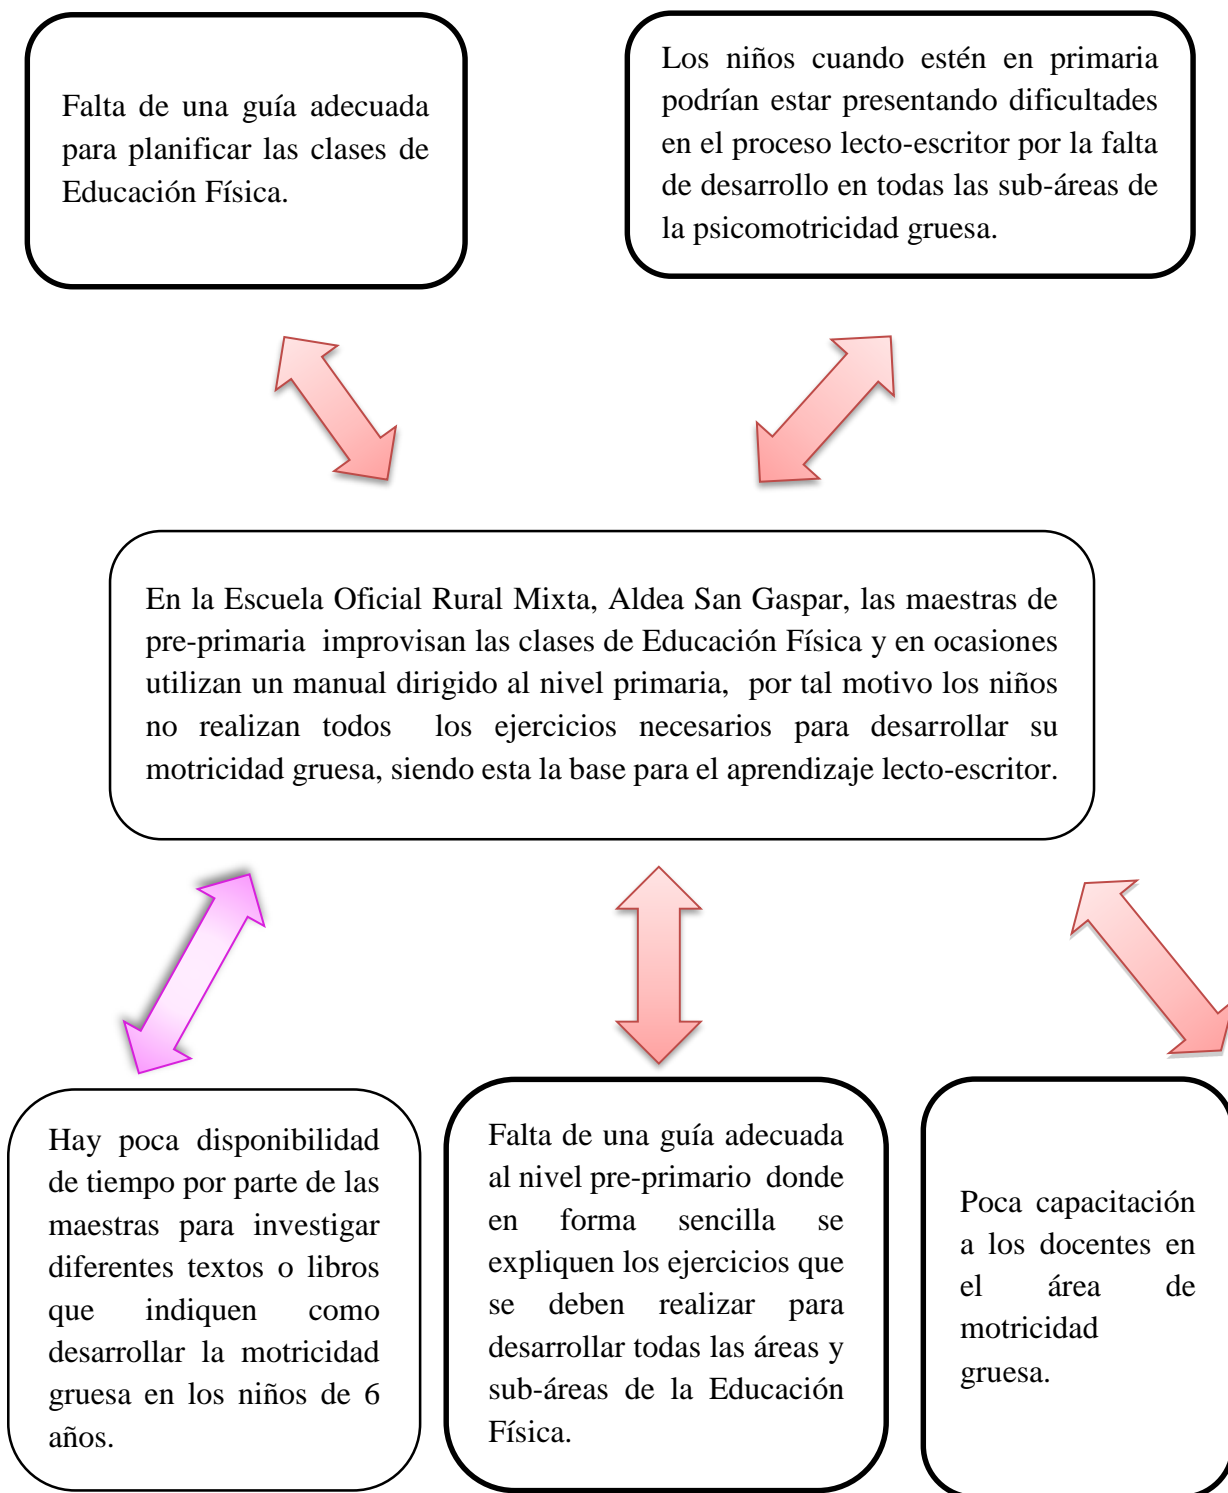 Falta de una guía adecuada
para planificar las clases de
Educación Física.
Los niños cuando estén en primaria
podrían estar presentando dificultades
en el proceso lecto-escritor por la falta
de desarrollo en todas las sub-áreas de
la psicomotricidad gruesa.
En la Escuela Oficial Rural Mixta, Aldea San Gaspar, las maestras de
pre-primaria improvisan las clases de Educación Física y en ocasiones
utilizan un manual dirigido al nivel primaria, por tal motivo los niños
no realizan todos los ejercicios necesarios para desarrollar su
motricidad gruesa, siendo esta la base para el aprendizaje lecto-escritor.
Hay poca disponibilidad
de tiempo por parte de las
maestras para investigar
diferentes textos o libros
que indiquen como
desarrollar la motricidad
gruesa en los niños de 6
años.
Falta de una guía adecuada
al nivel pre-primario donde
en forma sencilla se
expliquen los ejercicios que
se deben realizar para
desarrollar todas las áreas y
sub-áreas de la Educación
Física.
Poca capacitación
a los docentes en
el área de
motricidad
gruesa.